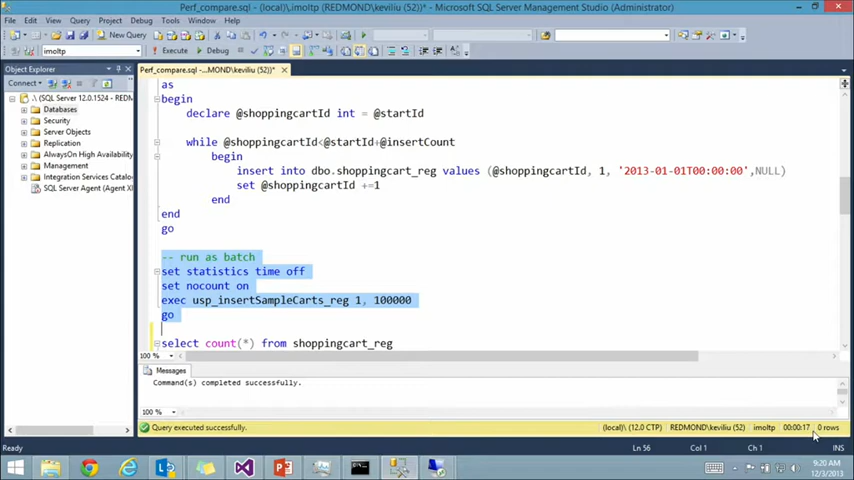 Perf_compare.sql - (local)\.imoltp (REDMOND\keviliu (52))* - Microsoft SQL Server Management Studio (Administrator)
File Edit View Query Project Debug Tools Window Help
New Query
imoltp Execute Debug
Object Explorer
Perf_compare.sql -...MOND\keviliu (52))*
Connect
.\ (SQL Server 12.0.1524 - REDM
Databases
Security
Server Objects
Replication
AlwaysOn High Availability
Management
Integration Services Catalo
SQL Server Agent (Agent XI
as
begin
declare @shoppingcartId int = @startId
while @shoppingcartId<@startId+@insertCount
begin
insert into dbo.shoppingcart_reg values (@shoppingcartId, 1, '2013-01-01T00:00:00',NULL)
set @shoppingcartId +=1
end
end
go
-- run as batch
set statistics time off
set nocount on
exec usp_insertSampleCarts_reg 1, 100000
go
select count(*) from shoppingcart_reg
100 %
Messages
Command(s) completed successfully.
100 %
Query executed successfully. (local)\ (12.0 CTP) REDMOND\keviliu (52) imoltp 00:00:17 0 rows
Ready Ln 56 Col 1 Ch 1 INS
9:20 AM
12/3/2013